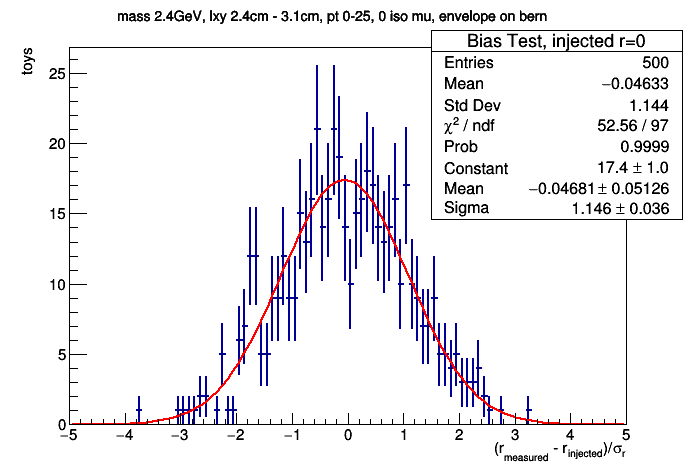 mass 2.4GeV, lxy 2.4cm - 3.1cm, pt 0-25, 0 iso mu, envelope on bern
Bias Test, injected r=0
Entries 500
Mean −0.04633
Std Dev 1.144
χ² / ndf 52.56 / 97
Prob 0.9999
Constant 17.4 ± 1.0
Mean −0.04681 ± 0.05126
Sigma 1.146 ± 0.036
toys
25
20
15
10
5
0
−5 −4 −3 −2 −1 0 1 2 3 4 5
(r_measured - r_injected)/σ_r